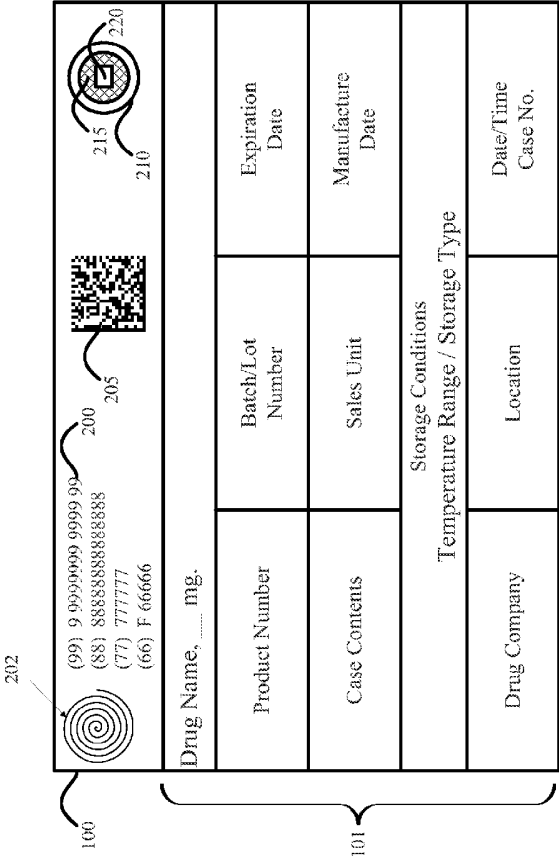 202
100
(99) 9 9999999 9999 99
(88) 88888888888888
(77) 777777
(66) F 66666
200
205
215
210
220
101
Drug Name, ___ mg.
Product Number
Batch/Lot
Number
Expiration
Date
Case Contents
Sales Unit
Manufacture
Date
Storage Conditions
Temperature Range / Storage Type
Drug Company
Location
Date/Time
Case No.